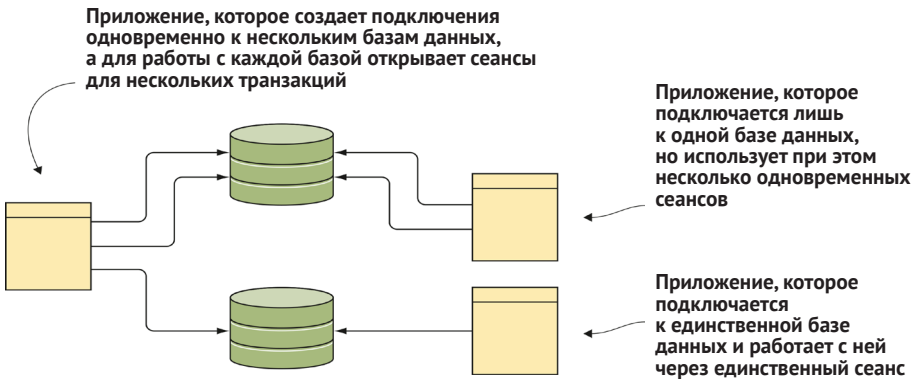 Приложение, которое создает подключения
одновременно к нескольким базам данных,
а для работы с каждой базой открывает сеансы
для нескольких транзакций
Приложение, которое
подключается лишь
к одной базе данных,
но использует при этом
несколько одновременных
сеансов
Приложение, которое
подключается
к единственной базе
данных и работает с ней
через единственный сеанс